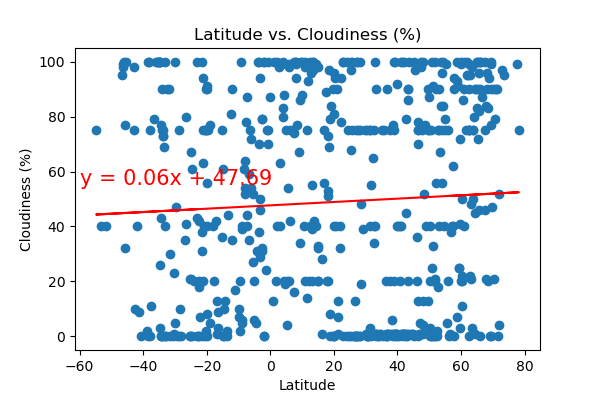 Latitude vs. Cloudiness (%)
100
80
60
40
20
0
Cloudiness (%)
y = 0.06x + 47.69
−60 −40 −20 0 20 40 60 80
Latitude